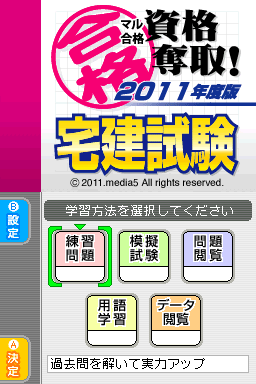 マル合格
合格
資格
奪取!
2011年度版
宅建試験
© 2011.media5 All rights reserved.
学習方法を選択してください
B 設定
練習問題
模擬試験
問題閲覧
用語学習
データ閲覧
A 決定
過去問を解いて実力アップ